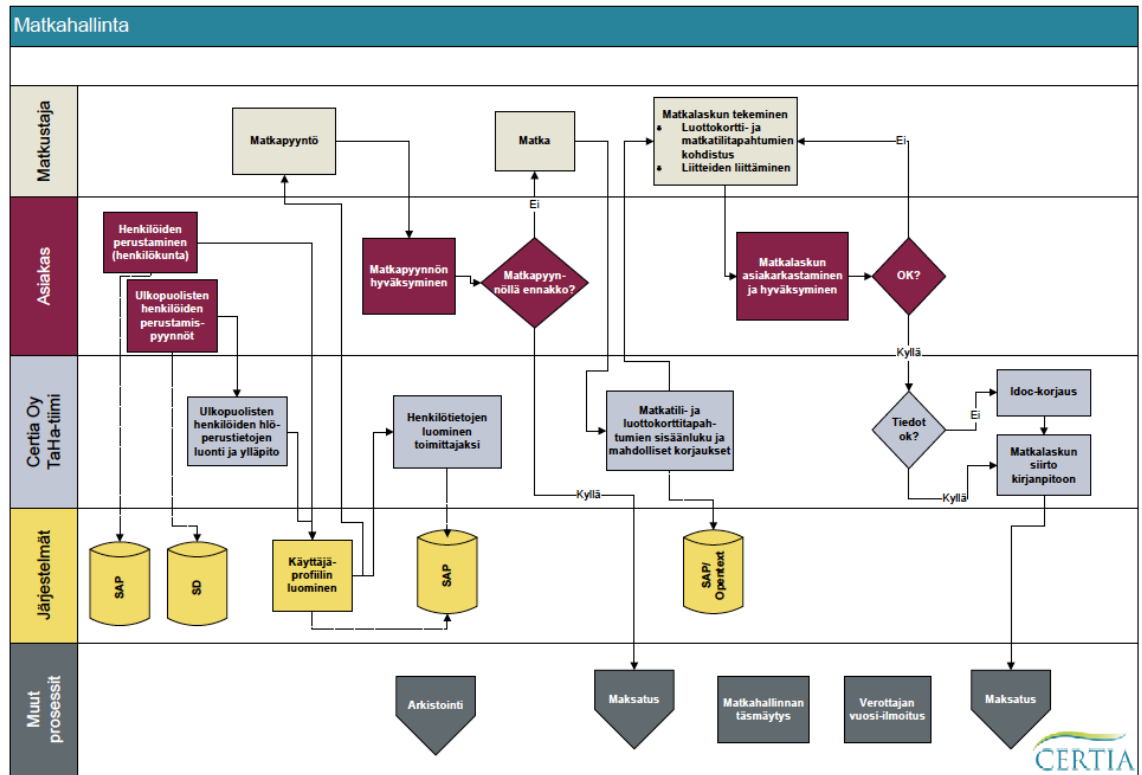 Matkahallinta
Matkustaja
Matkapyyntö
Matka
Matkalaskun tekeminen
Luottokortti- ja
matkatilitapahtumien
kohdistus
Liitteiden liittäminen
Ei
Asiakas
Henkilöiden
perustaminen
(henkilökunta)
Ulkopuolisten
henkilöiden
perustamis-
pyynnöt
Matkapyynnön
hyväksyminen
Ei
Matkapyyn-
nöllä ennakko?
Matkalaskun
asiakarkastaminen
ja hyväksyminen
OK?
Kyllä
Certia Oy
TaHa-tiimi
Ulkopuolisten
henkilöiden hlö-
perustietojen
luonti ja ylläpito
Henkilötietojen
luominen
toimittajaksi
Kyllä
Matkatili- ja
luottokorttitapah-
tumien sisäänluku ja
mahdolliset korjaukset
Tiedot
ok?
Ei
Idoc-korjaus
Kyllä
Matkalaskun
siirto
kirjanpitoon
Järjestelmät
SAP
SD
Käyttäjä-
profiilin
luominen
SAP
SAP/
Opentext
Muut
prosessit
Arkistointi
Maksatus
Matkahallinnan
täsmäytys
Verottajan
vuosi-ilmoitus
Maksatus
CERTIA